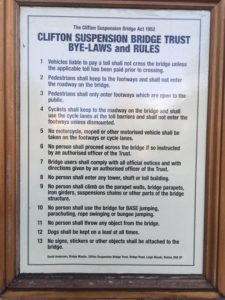 The Clifton Suspension Bridge Act 1952
CLIFTON SUSPENSION BRIDGE TRUST
BYE-LAWS and RULES
1 Vehicles liable to pay a toll shall not cross the bridge unless
the applicable toll has been paid prior to crossing.
2 Pedestrians shall keep to the footways and shall not enter
the roadway on the bridge.
3 Pedestrians shall only enter footways which are open to the
public.
4 Cyclists shall keep to the roadway on the bridge and shall
use the cycle lanes at the toll barriers and shall not enter the
footways unless dismounted.
5 No motorcycle, moped or other motorised vehicle shall be
taken on the footways or cycle lanes.
6 No person shall proceed across the bridge if so instructed
by an authorised officer of the Trust.
7 Bridge users shall comply with all official notices and with
directions given by an authorised officer of the Trust.
8 No person shall enter any tower, shaft or toll building.
9 No person shall climb on the parapet walls, bridge parapets,
iron girders, suspensions chains or other parts of the bridge
structure.
10 No person shall use the bridge for BASE jumping,
parachuting, rope swinging or bungee jumping.
11 No person shall throw any object from the bridge.
12 Dogs shall be kept on a lead at all times.
13 No signs, stickers or other objects shall be attached to the
bridge.
Bridge Master, Clifton Suspension Bridge Trust, Bridge Road, Leigh Woods, Bristol,